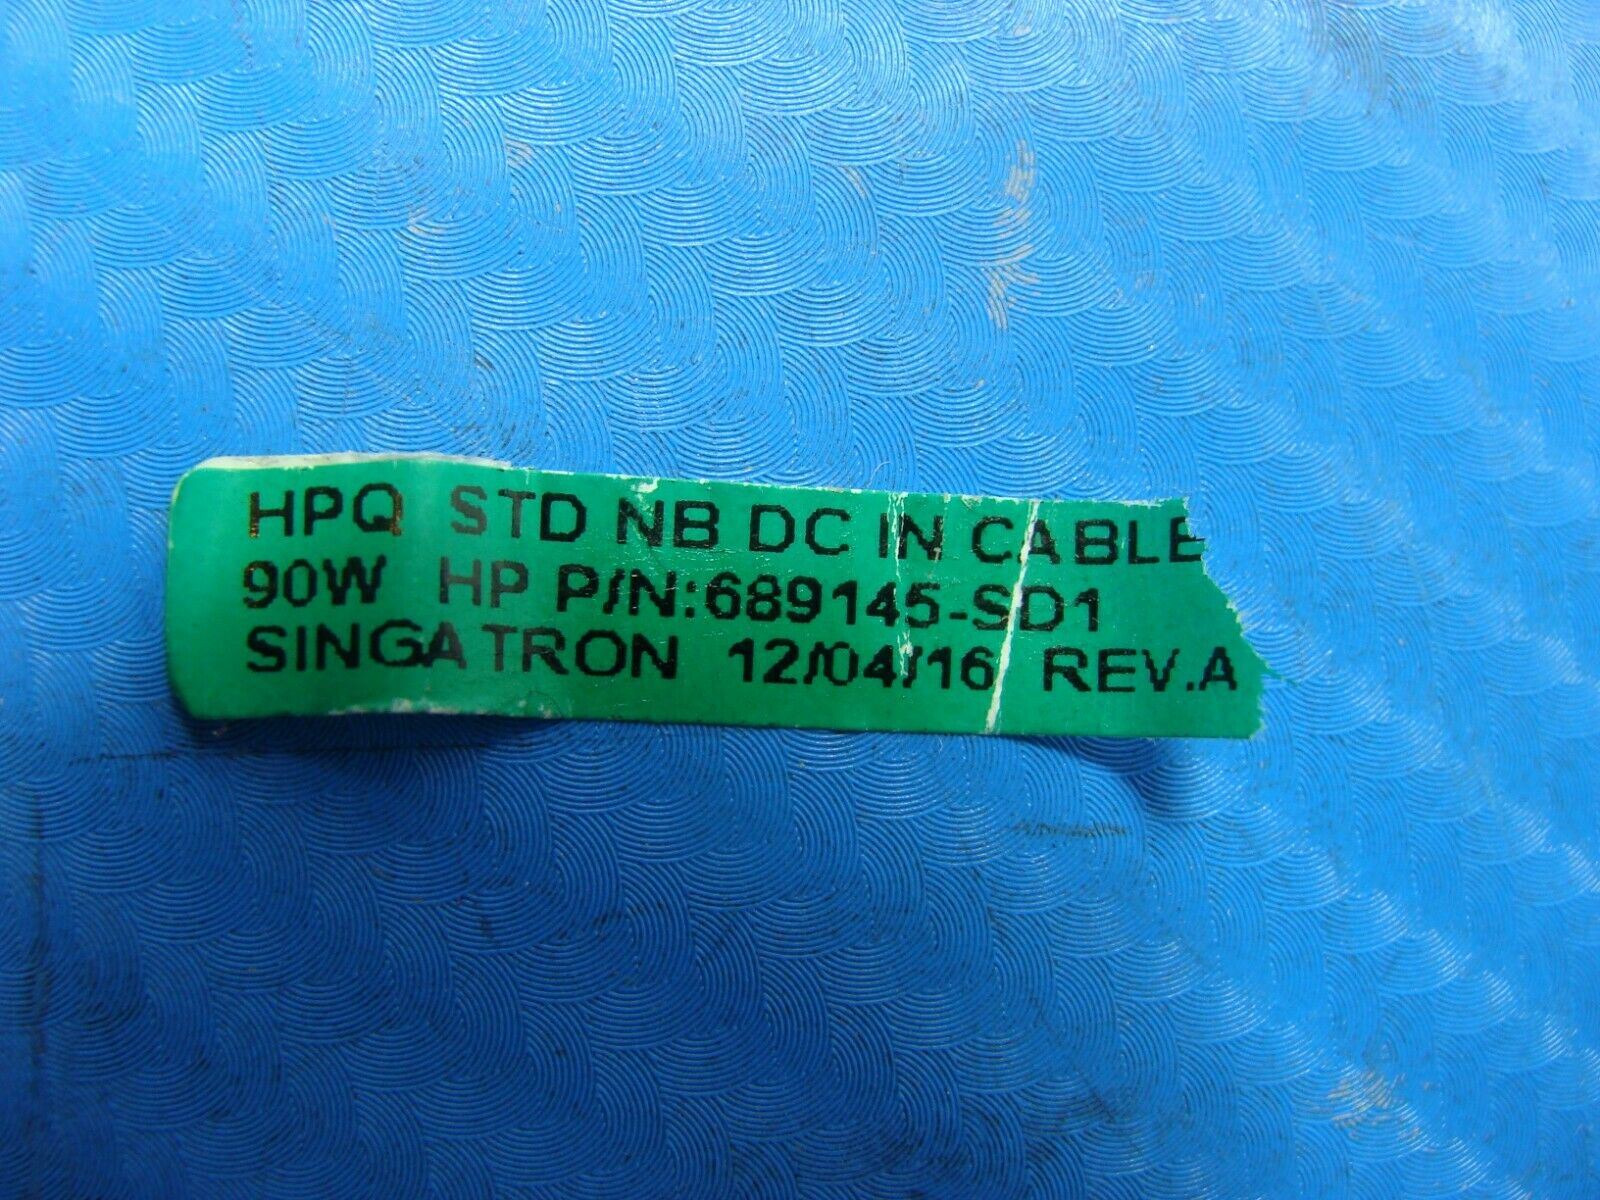 HPQ STD NB DC IN CABLE
90W HP P/N:689145-SD1
SINGATRON 12/04/16 REV.A